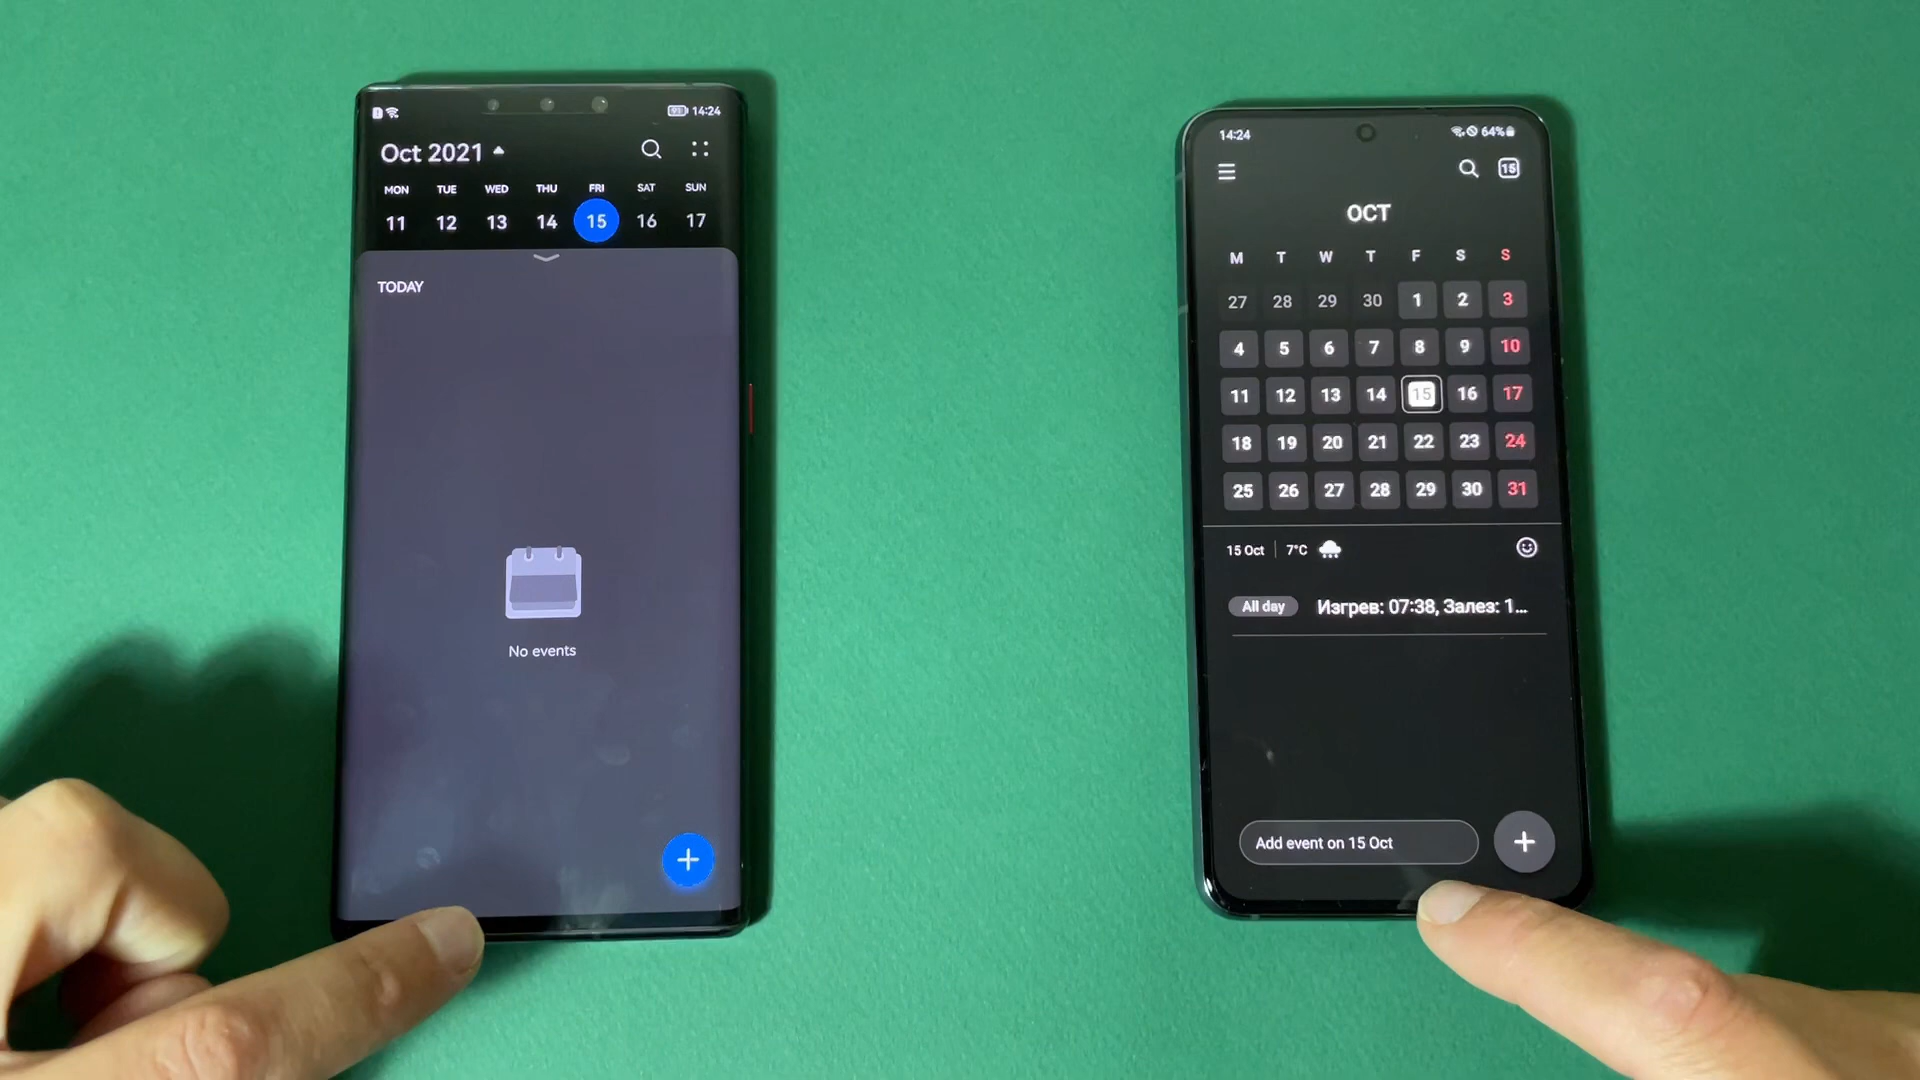 14:24
Oct 2021
MON TUE WED THU FRI SAT SUN
11 12 13 14 15 16 17
TODAY
No events
14:24 64%
15
OCT
M T W T F S S
27 28 29 30 1 2 3
4 5 6 7 8 9 10
11 12 13 14 15 16 17
18 19 20 21 22 23 24
25 26 27 28 29 30 31
15 Oct 7°C
All day Изгрев: 07:38, Залез: 1...
Add event on 15 Oct